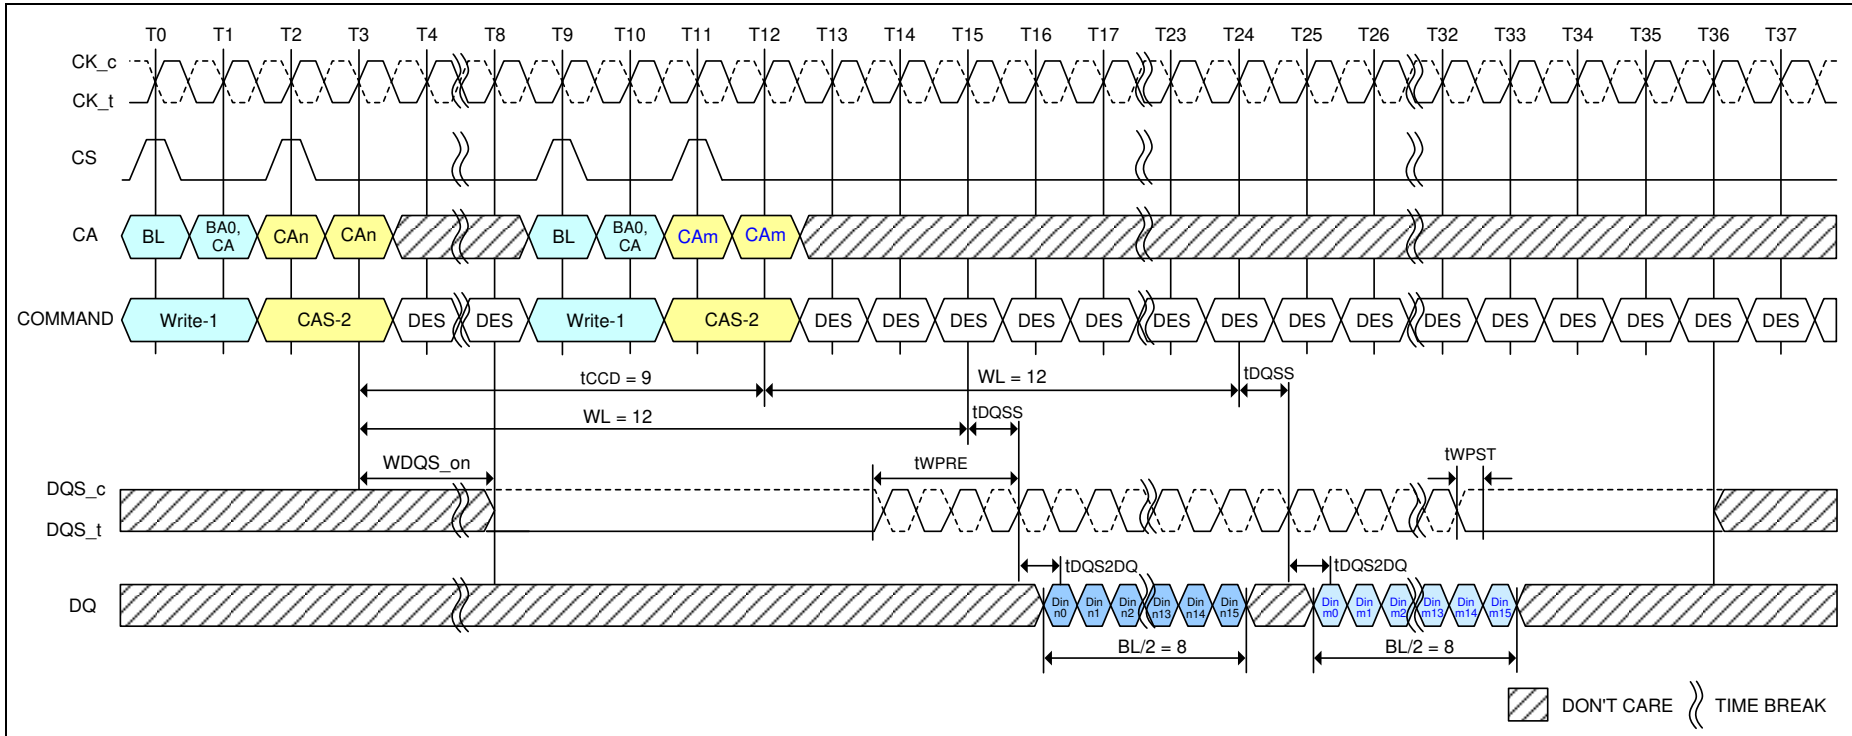 T0 T1 T2 T3 T4 T8 T9 T10 T11 T12 T13 T14 T15 T16 T17 T23 T24 T25 T26 T32 T33 T34 T35 T36 T37
CK_c
CK_t
CS
CA BL BA0, CA CAn CAn BL BA0, CA CAm CAm
COMMAND Write-1 CAS-2 DES DES Write-1 CAS-2 DES DES DES DES DES DES DES DES DES DES DES DES DES DES DES
tCCD = 9 WL = 12 tDQSS
WL = 12 tDQSS
WDQS_on tWPRE tWPST
DQS_c
DQS_t
tDQS2DQ tDQS2DQ
DQ Din n0 Din n1 Din n2 Din n13 Din n14 Din n15 Din m0 Din m1 Din m2 Din m13 Din m14 Din m15
BL/2 = 8 BL/2 = 8
DON'T CARE TIME BREAK